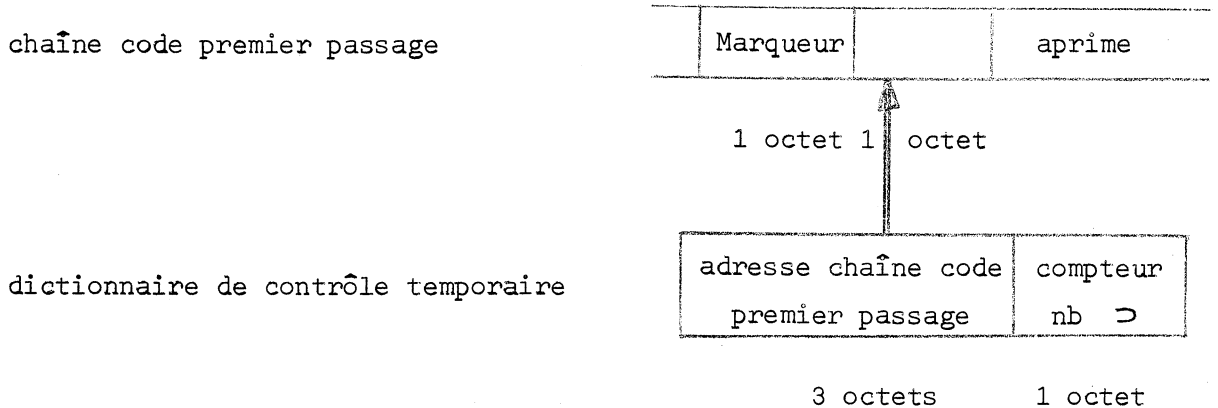 chaîne code premier passage
Marqueur aprime
1 octet 1 octet
dictionnaire de contrôle temporaire
adresse chaîne code compteur
premier passage nb ⊃
3 octets 1 octet